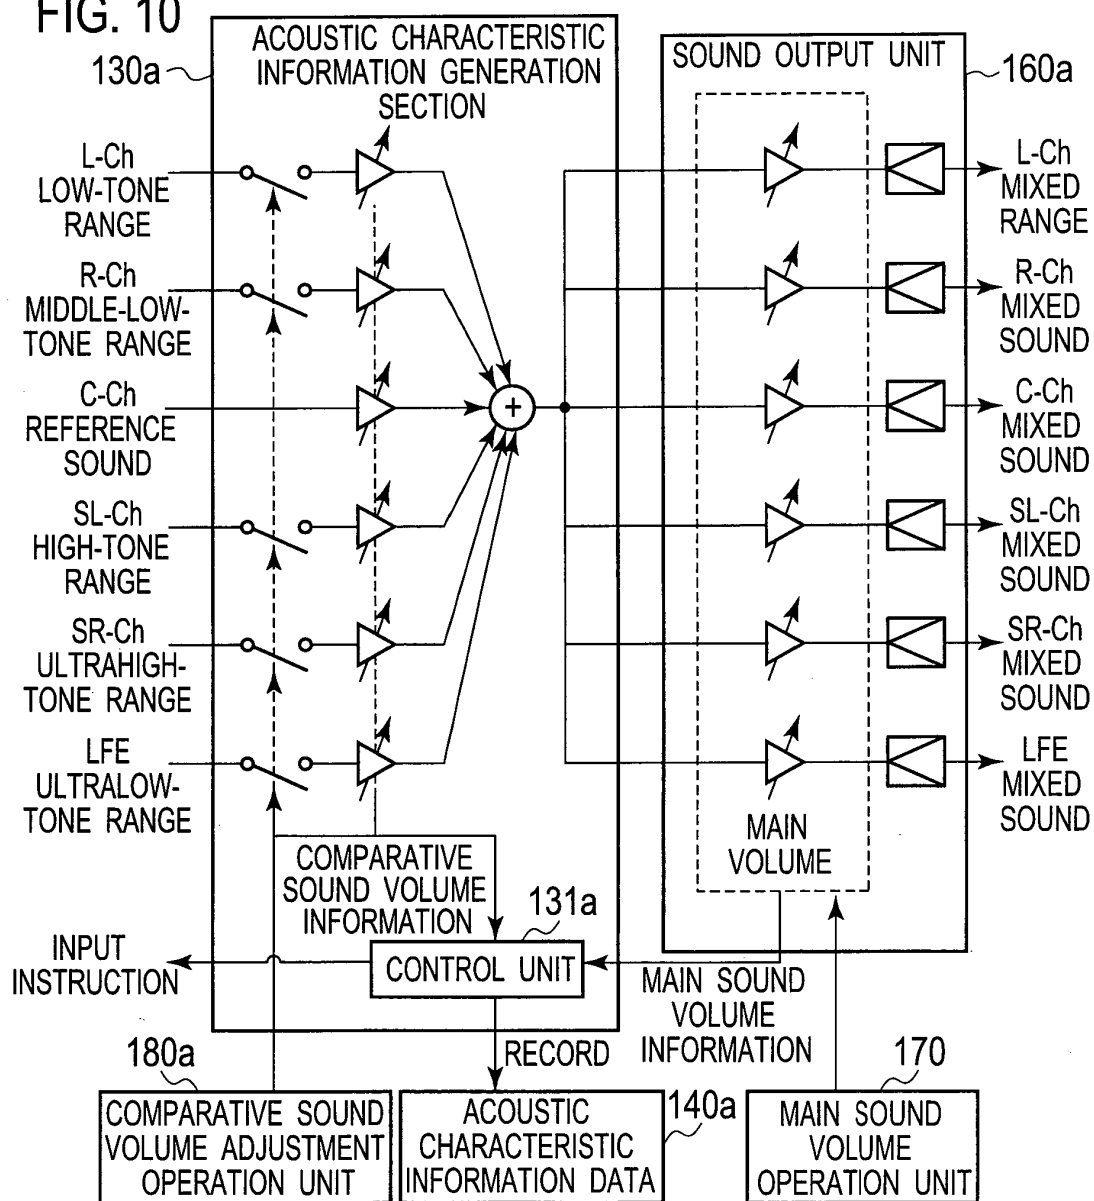 FIG. 10
130a
ACOUSTIC CHARACTERISTIC
INFORMATION GENERATION
SECTION
SOUND OUTPUT UNIT
160a
L-Ch
LOW-TONE
RANGE
R-Ch
MIDDLE-LOW-
TONE RANGE
C-Ch
REFERENCE
SOUND
SL-Ch
HIGH-TONE
RANGE
SR-Ch
ULTRAHIGH-
TONE RANGE
LFE
ULTRALOW-
TONE RANGE
+
L-Ch
MIXED
RANGE
R-Ch
MIXED
SOUND
C-Ch
MIXED
SOUND
SL-Ch
MIXED
SOUND
SR-Ch
MIXED
SOUND
LFE
MIXED
SOUND
MAIN
VOLUME
COMPARATIVE
SOUND VOLUME
INFORMATION
131a
CONTROL UNIT
INPUT
INSTRUCTION
MAIN SOUND
VOLUME
INFORMATION
RECORD
180a
COMPARATIVE SOUND
VOLUME ADJUSTMENT
OPERATION UNIT
140a
ACOUSTIC
CHARACTERISTIC
INFORMATION DATA
170
MAIN SOUND
VOLUME
OPERATION UNIT